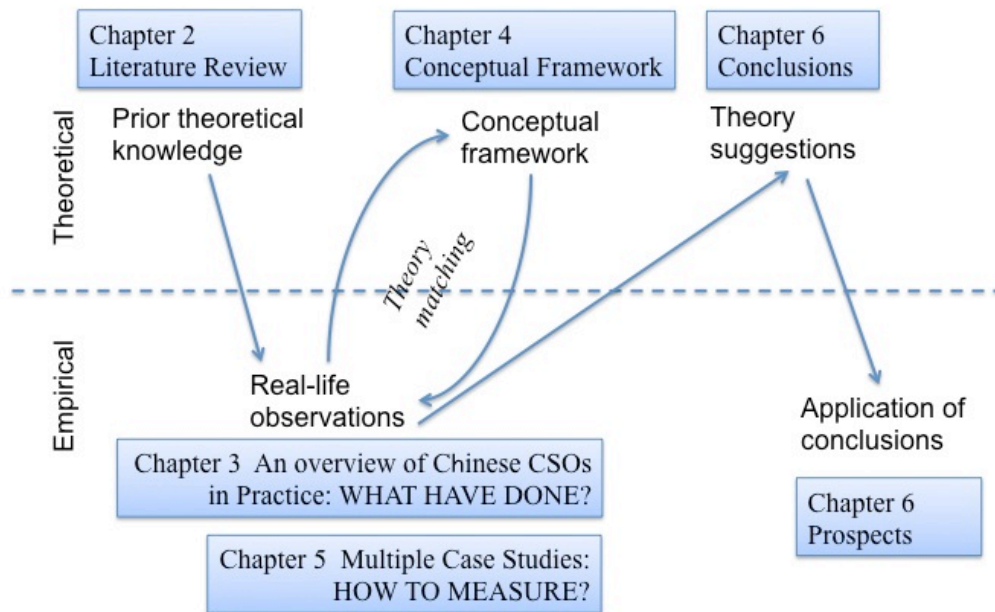 Chapter 2
Literature Review
Chapter 4
Conceptual Framework
Chapter 6
Conclusions
Theoretical
Prior theoretical
knowledge
Conceptual
framework
Theory
suggestions
Theory
matching
Empirical
Real-life
observations
Application of
conclusions
Chapter 3 An overview of Chinese CSOs
in Practice: WHAT HAVE DONE?
Chapter 6
Prospects
Chapter 5 Multiple Case Studies:
HOW TO MEASURE?